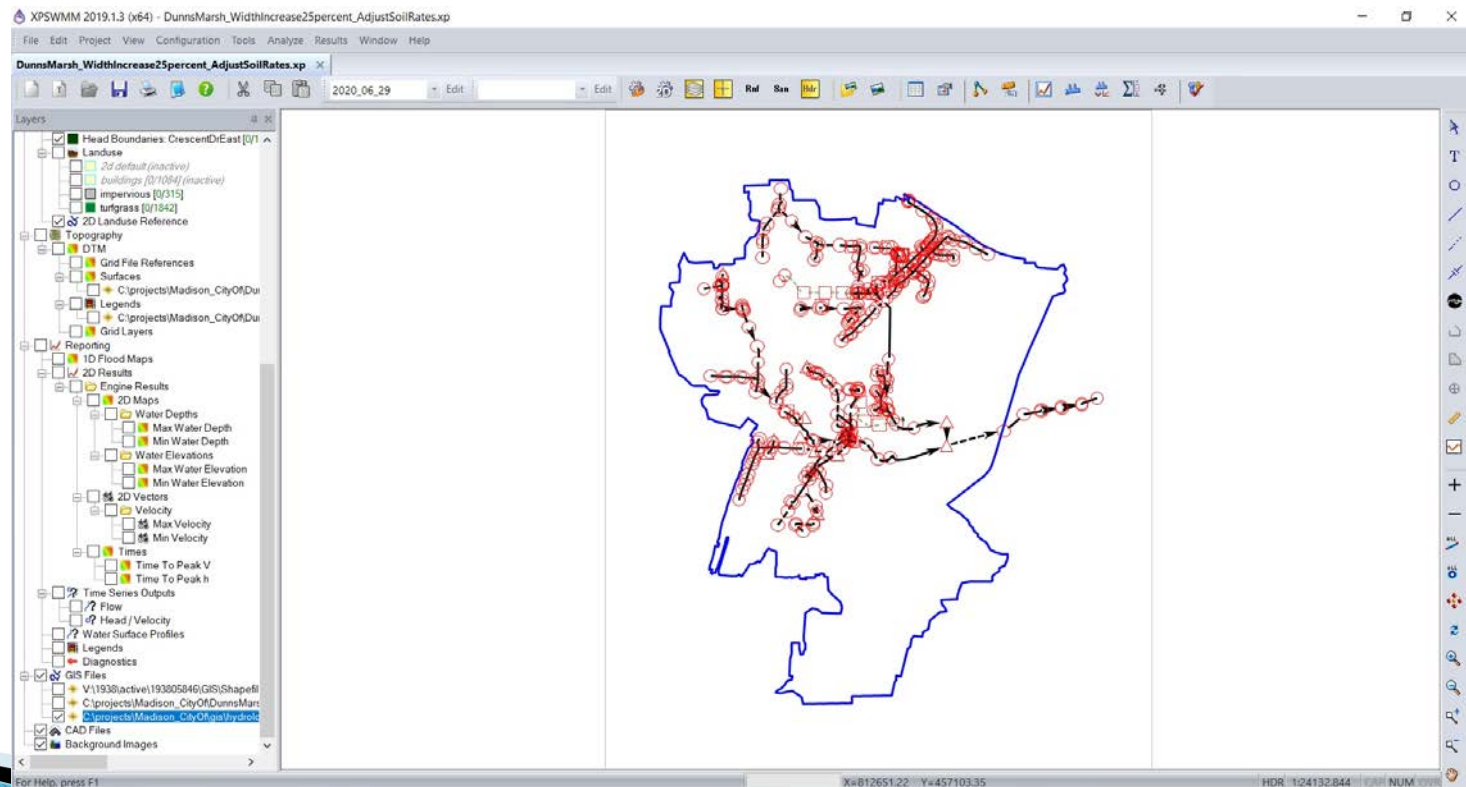 XPSWMM 2019.1.3 (x64) - DunnsMarsh_WidthIncrease25percent_AdjustSoilRates.xp
File Edit Project View Configuration Tools Analyze Results Window Help
DunnsMarsh_WidthIncrease25percent_AdjustSoilRates.xp
2020_06_29 Edit Edit Rnf San Hdr
Layers
Head Boundaries: CrescentDrEast [0/1
Landuse
2d default (inactive)
buildings [0/1084] (inactive)
impervious [0/315]
turfgrass [0/1842]
2D Landuse Reference
Topography
DTM
Grid File References
Surfaces
C:\projects\Madison_CityOf\Du
Legends
C:\projects\Madison_CityOf\Du
Grid Layers
Reporting
1D Flood Maps
2D Results
Engine Results
2D Maps
Water Depths
Max Water Depth
Min Water Depth
Water Elevations
Max Water Elevation
Min Water Elevation
2D Vectors
Velocity
Max Velocity
Min Velocity
Times
Time To Peak V
Time To Peak h
Time Series Outputs
Flow
Head / Velocity
Water Surface Profiles
Legends
Diagnostics
GIS Files
V:\1938\active\193805846\GIS\Shapefil
C:\projects\Madison_CityOf\DunnsMars
C:\projects\Madison_CityOf\gis\hydrolo
CAD Files
Background Images
For Help, press F1 X=812651.22 Y=457103.35 HDR 1:24132.844 CAP NUM